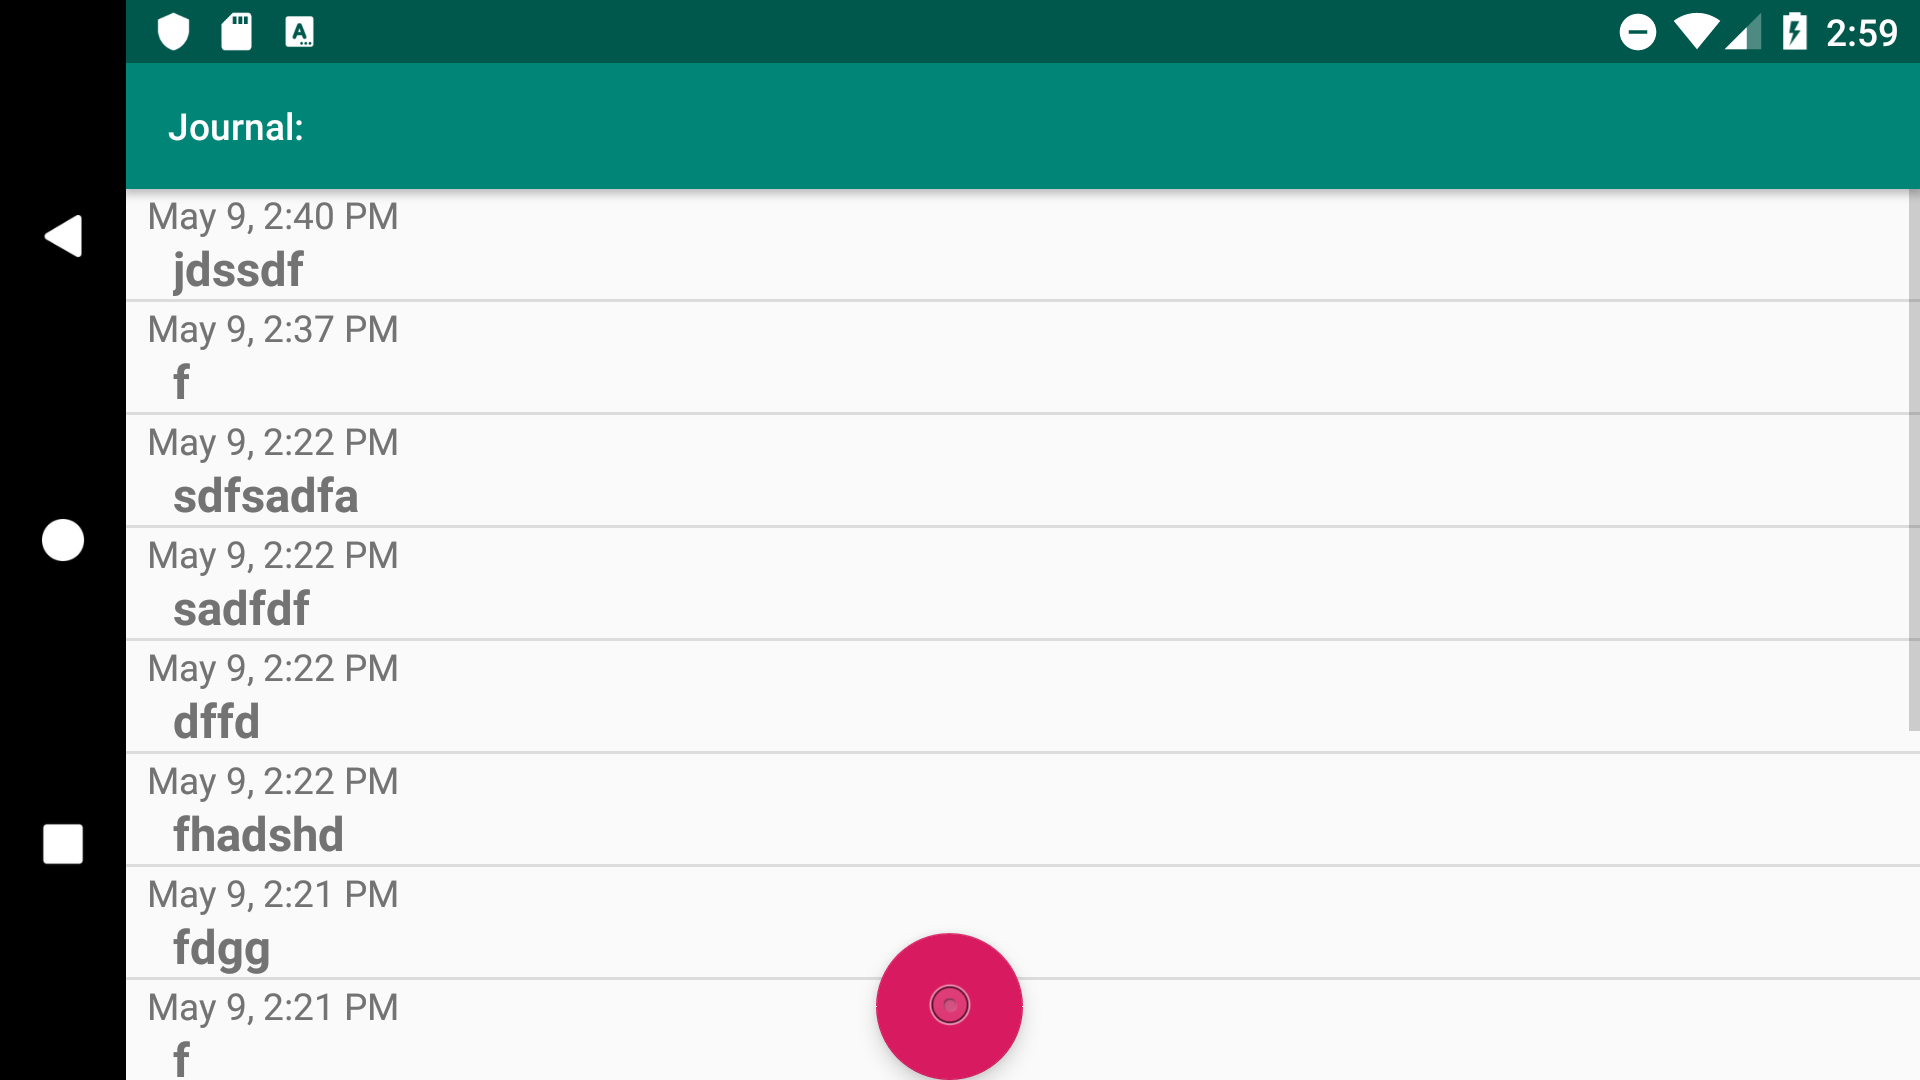 2:59
Journal:
May 9, 2:40 PM
jdssdf
May 9, 2:37 PM
f
May 9, 2:22 PM
sdfsadfa
May 9, 2:22 PM
sadfdf
May 9, 2:22 PM
dffd
May 9, 2:22 PM
fhadshd
May 9, 2:21 PM
fdgg
May 9, 2:21 PM
f